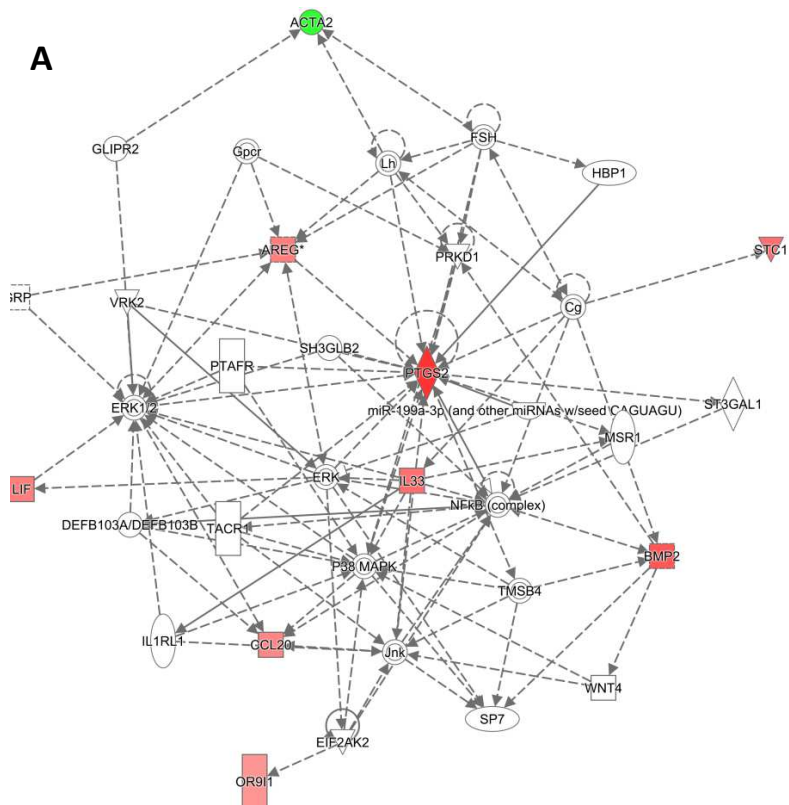 ACTA2
A
GLIPR2
Gpcr
Lh
FSH
HBP1
AREG*
PRKD1
STC1
GRP
VRK2
Cg
PTAFR
SH3GLB2
PTGS2
ERK1/2
miR-199a-3p (and other miRNAs w/seed CAGUAGU)
ST3GAL1
MSR1
LIF
ERK
IL33
NFkB (complex)
DEFB103A/DEFB103B
TACR1
P38 MAPK
BMP2
TMSB4
IL1RL1
CCL20
Jnk
WNT4
SP7
EIF2AK2
OR9I1